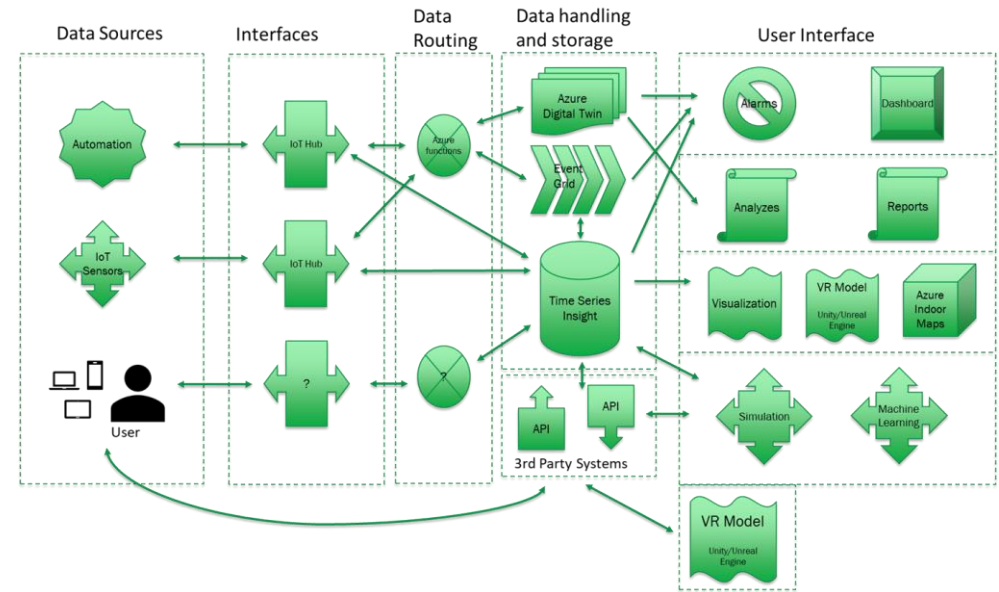 Data Sources
Interfaces
Data
Routing
Data handling
and storage
User Interface
Automation
IoT Hub
Azure
functions
Azure
Digital Twin
Event
Grid
Alarms
Dashboard
Analyzes
Reports
IoT
Sensors
IoT Hub
Time Series
Insight
Visualization
VR Model
Unity/Unreal
Engine
Azure
Indoor
Maps
User
?
?
API
API
3rd Party Systems
Simulation
Machine
Learning
VR Model
Unity/Unreal
Engine